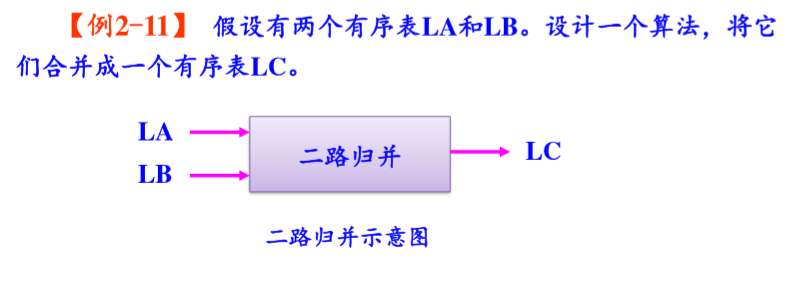 【例2-11】 假设有两个有序表LA和LB。设计一个算法，将它
们合并成一个有序表LC。
LA
二路归并
LC
LB
二路归并示意图